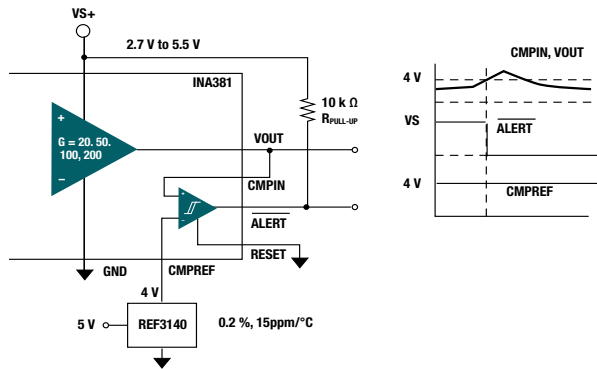 VS+
2.7 V to 5.5 V
INA381
10 k Ω
RPULL-UP
+
G = 20. 50.
100, 200
–
VOUT
CMPIN
+
–
ALERT
RESET
GND
CMPREF
4 V
5 V
REF3140
0.2 %, 15ppm/°C
CMPIN, VOUT
4 V
VS
ALERT
4 V
CMPREF